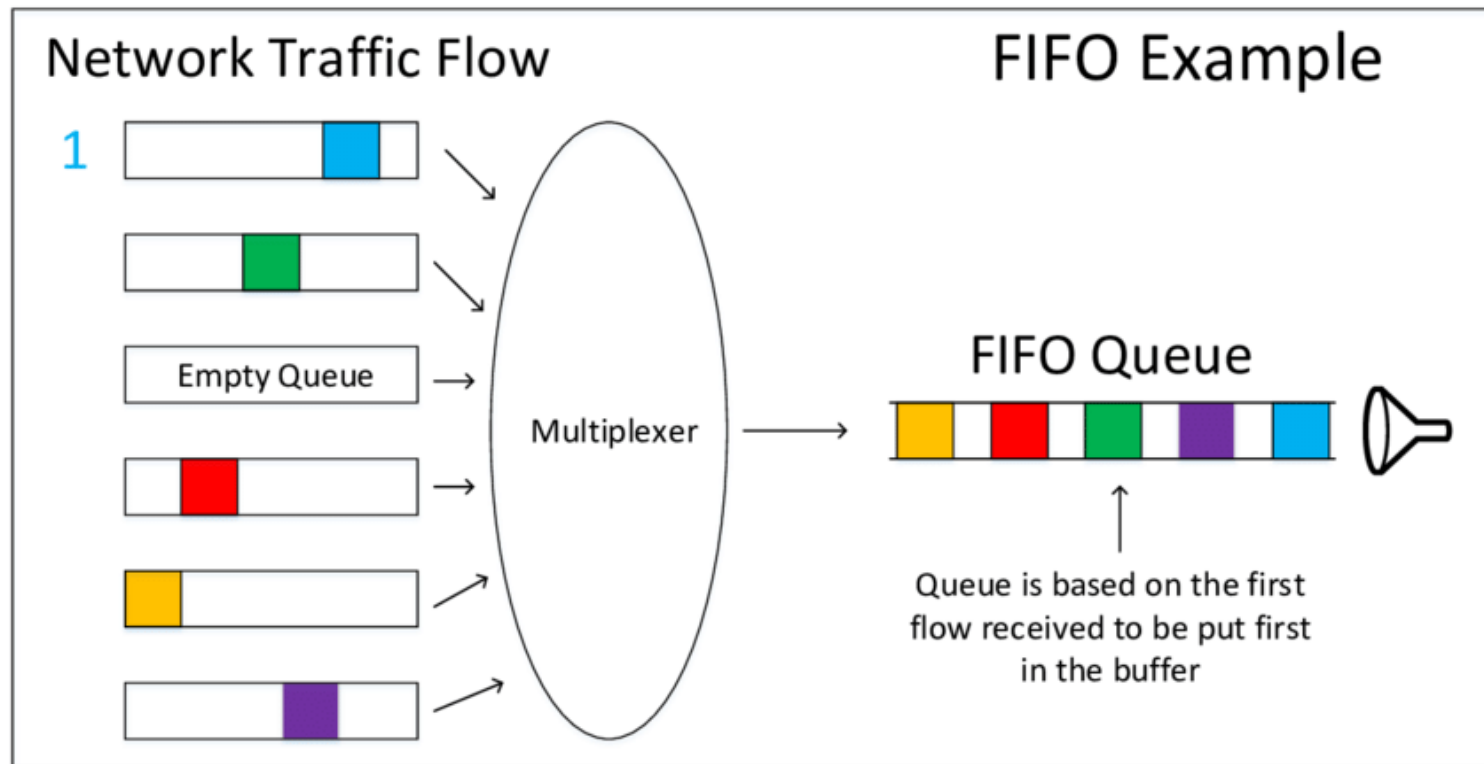 Network Traffic Flow
FIFO Example
1
Empty Queue
Multiplexer
FIFO Queue
Queue is based on the first
flow received to be put first
in the buffer